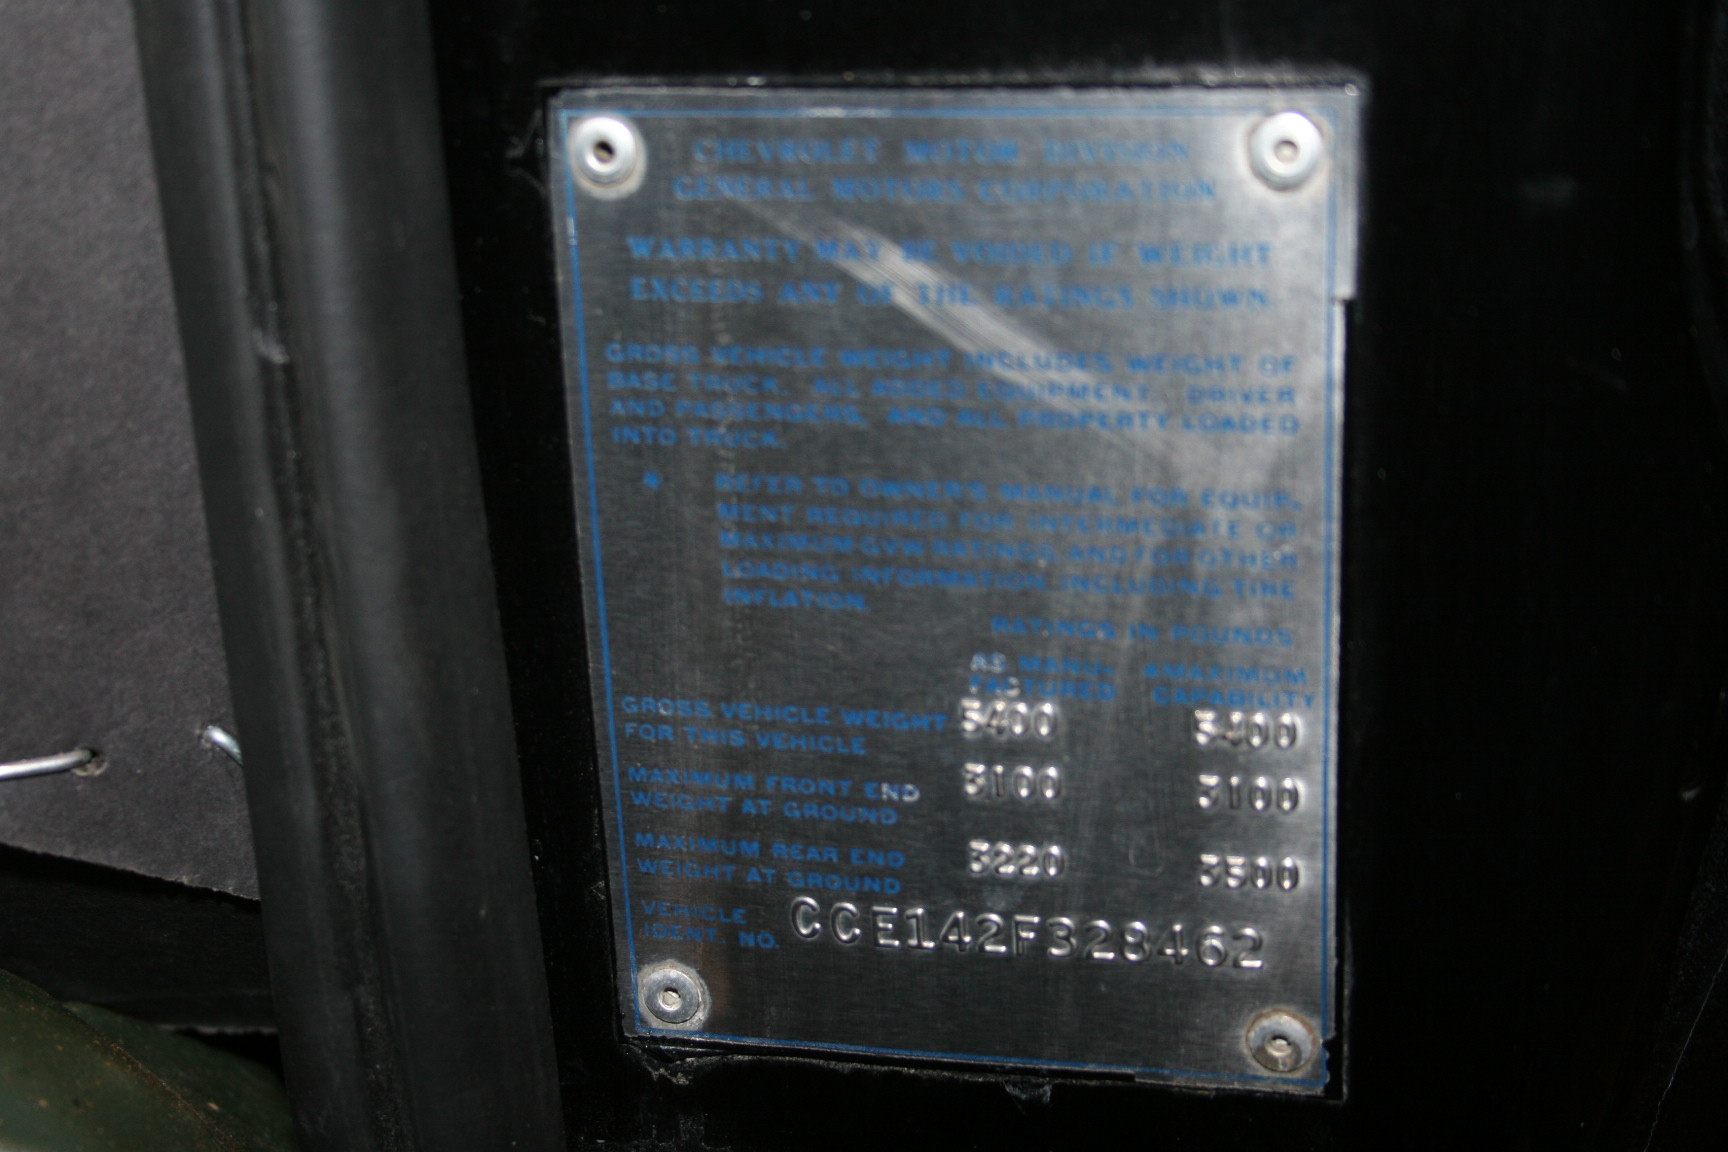 CHEVROLET MOTOR DIVISION
GENERAL MOTORS CORPORATION
WARRANTY MAY BE VOIDED IF WEIGHT
EXCEEDS ANY OF THE RATINGS SHOWN
GROSS VEHICLE WEIGHT INCLUDES WEIGHT OF
BASE TRUCK, ALL ADDED EQUIPMENT, DRIVER
AND PASSENGERS, AND ALL PROPERTY LOADED
INTO TRUCK.
* REFER TO OWNER'S MANUAL FOR EQUIP-
MENT REQUIRED FOR INTERMEDIATE OR
MAXIMUM GVW RATINGS AND FOR OTHER
LOADING INFORMATION INCLUDING TIRE
INFLATION.
RATINGS IN POUNDS
AS MANU- *MAXIMUM
FACTURED CAPABILITY
GROSS VEHICLE WEIGHT 5400 5400
FOR THIS VEHICLE
MAXIMUM FRONT END 3100 3100
WEIGHT AT GROUND
MAXIMUM REAR END 3220 3500
WEIGHT AT GROUND
VEHICLE CCE142F328462
IDENT. NO.